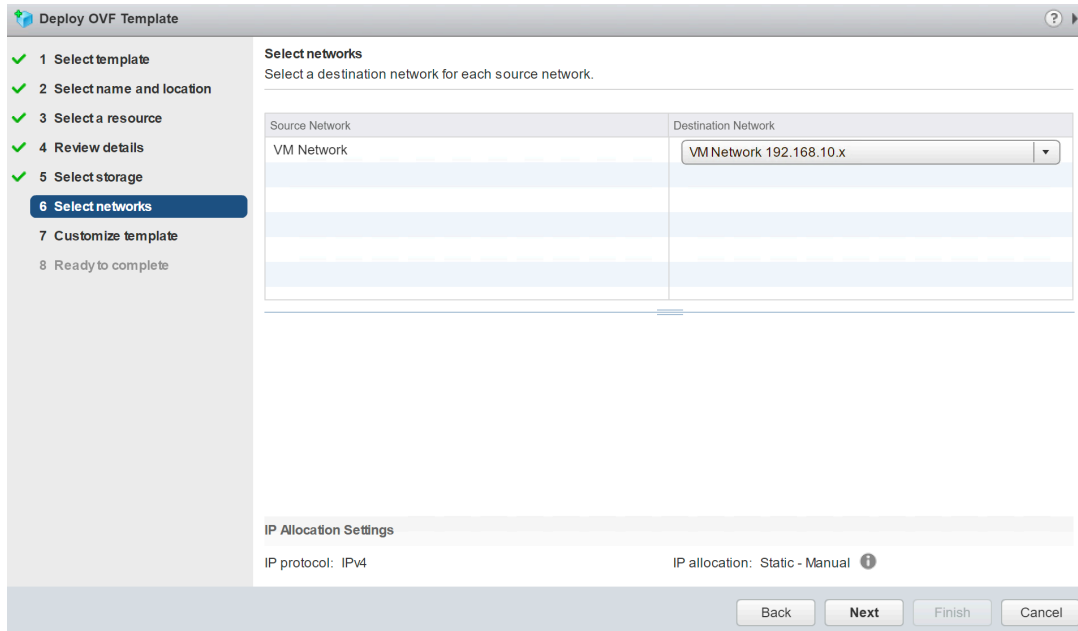 Deploy OVF Template
?
1 Select template
2 Select name and location
3 Select a resource
4 Review details
5 Select storage
6 Select networks
7 Customize template
8 Ready to complete
Select networks
Select a destination network for each source network.
Source Network Destination Network
VM Network VM Network 192.168.10.x
IP Allocation Settings
IP protocol: IPv4 IP allocation: Static - Manual i
Back Next Finish Cancel